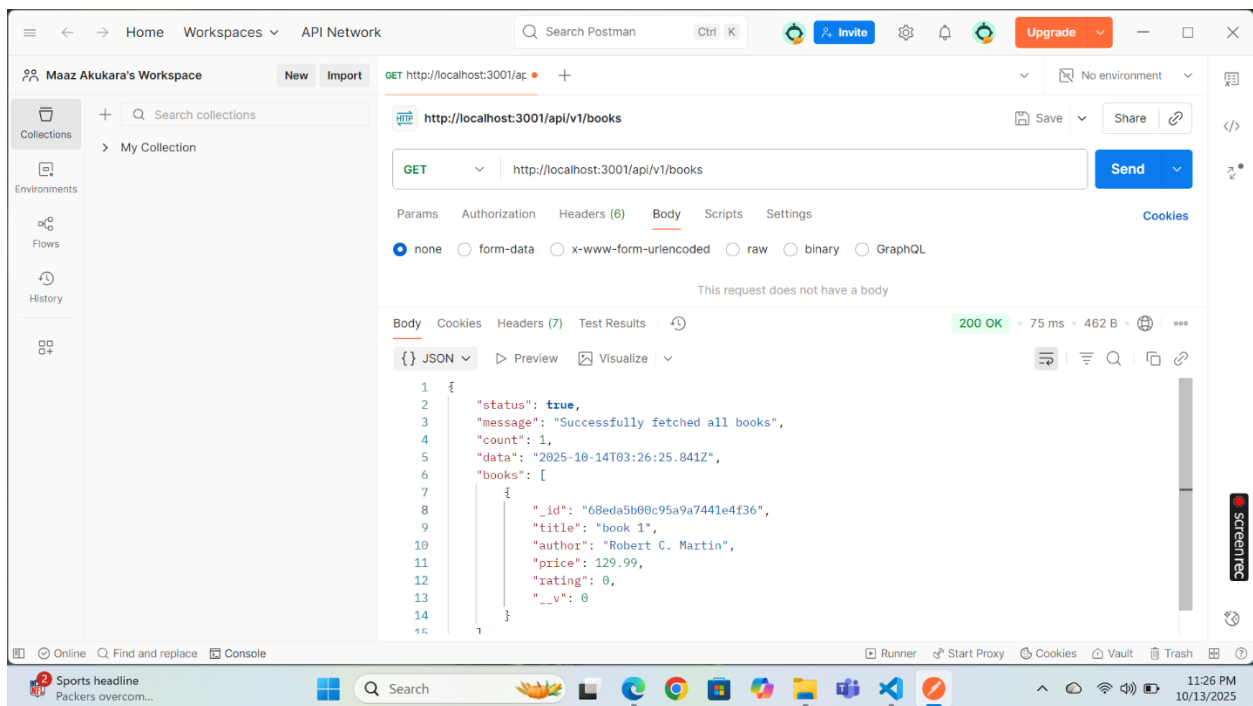 Home Workspaces API Network Search Postman Ctrl K Invite Upgrade
Maaz Akukara's Workspace New Import GET http://localhost:3001/ap No environment
Collections Search collections HTTP http://localhost:3001/api/v1/books Save Share
My Collection
GET http://localhost:3001/api/v1/books Send
Environments
Params Authorization Headers (6) Body Scripts Settings Cookies
Flows
none form-data x-www-form-urlencoded raw binary GraphQL
History
This request does not have a body
Body Cookies Headers (7) Test Results 200 OK 75 ms 462 B
{} JSON Preview Visualize
1 {
2 "status": true,
3 "message": "Successfully fetched all books",
4 "count": 1,
5 "data": "2025-10-14T03:26:25.841Z",
6 "books": [
7 {
8 "_id": "68eda5b00c95a9a7441e4f36",
9 "title": "book 1",
10 "author": "Robert C. Martin",
11 "price": 129.99,
12 "rating": 0,
13 "__v": 0
14 }
15 ]
screenrec
Online Find and replace Console Runner Start Proxy Cookies Vault Trash
2 Sports headline
NFL Packers overcom...
Search
11:26 PM
10/13/2025